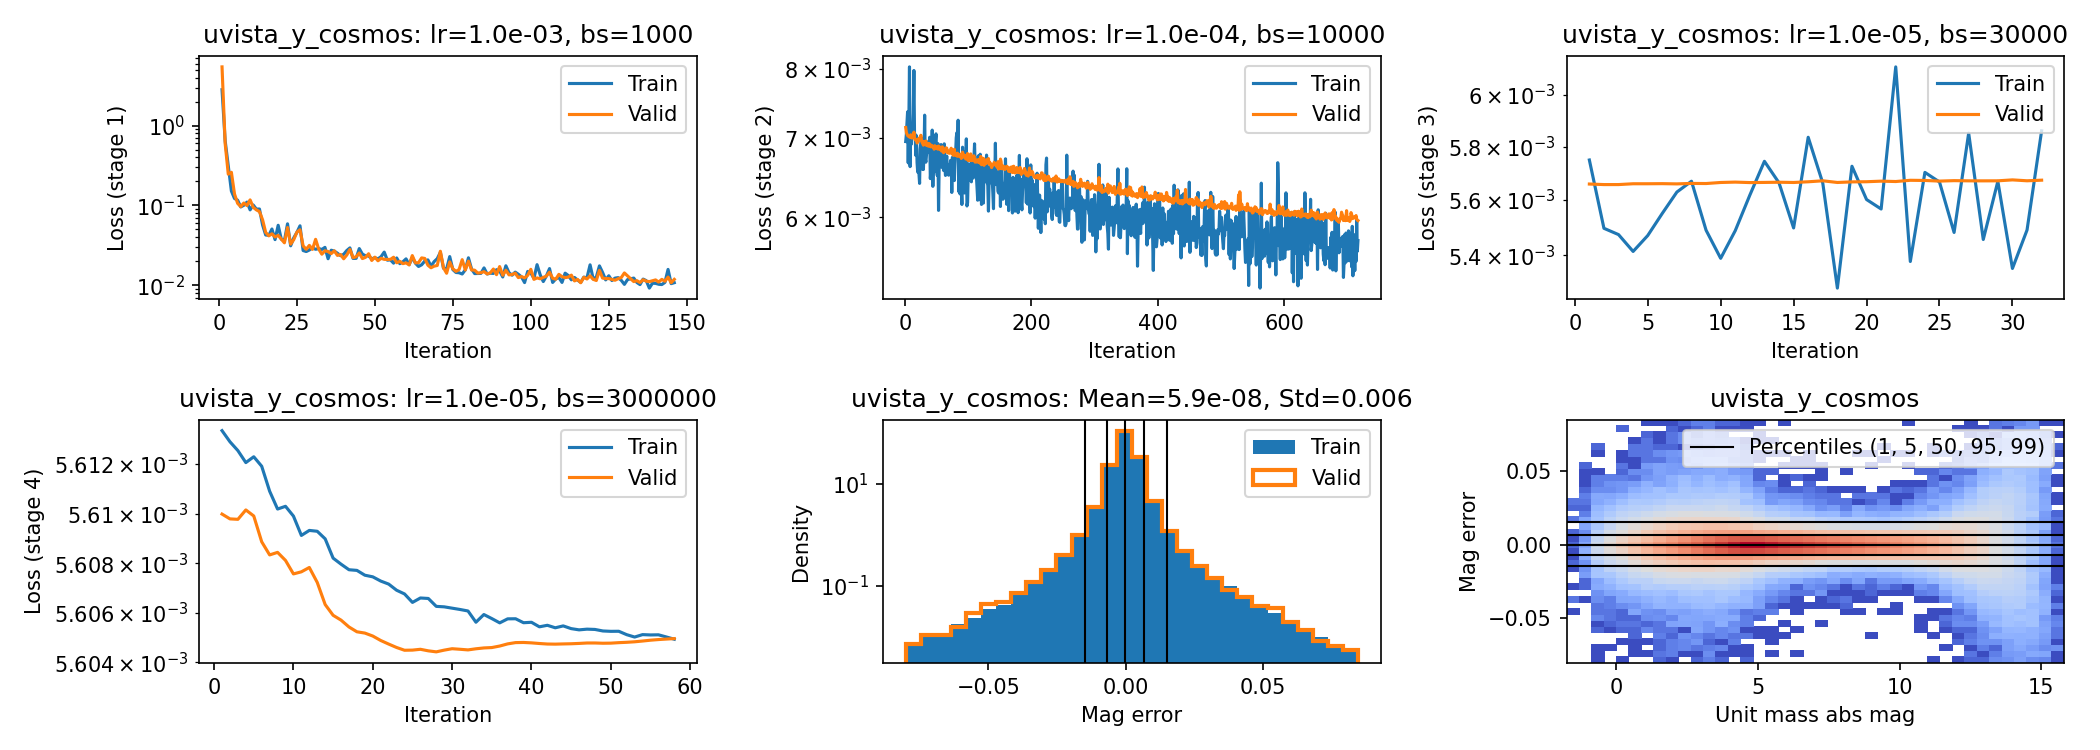 uvista_y_cosmos: lr=1.0e-03, bs=1000
Loss (stage 1)
10⁰
10⁻¹
10⁻²
Train
Valid
0 25 50 75 100 125 150
Iteration
uvista_y_cosmos: lr=1.0e-04, bs=10000
Loss (stage 2)
8 × 10⁻³
7 × 10⁻³
6 × 10⁻³
Train
Valid
0 200 400 600
Iteration
uvista_y_cosmos: lr=1.0e-05, bs=30000
Loss (stage 3)
6 × 10⁻³
5.8 × 10⁻³
5.6 × 10⁻³
5.4 × 10⁻³
Train
Valid
0 5 10 15 20 25 30
Iteration
uvista_y_cosmos: lr=1.0e-05, bs=3000000
Loss (stage 4)
5.612 × 10⁻³
5.61 × 10⁻³
5.608 × 10⁻³
5.606 × 10⁻³
5.604 × 10⁻³
Train
Valid
0 10 20 30 40 50 60
Iteration
uvista_y_cosmos: Mean=5.9e-08, Std=0.006
Density
10¹
10⁻¹
Train
Valid
−0.05 0.00 0.05
Mag error
uvista_y_cosmos
Mag error
0.05
0.00
−0.05
Percentiles (1, 5, 50, 95, 99)
0 5 10 15
Unit mass abs mag